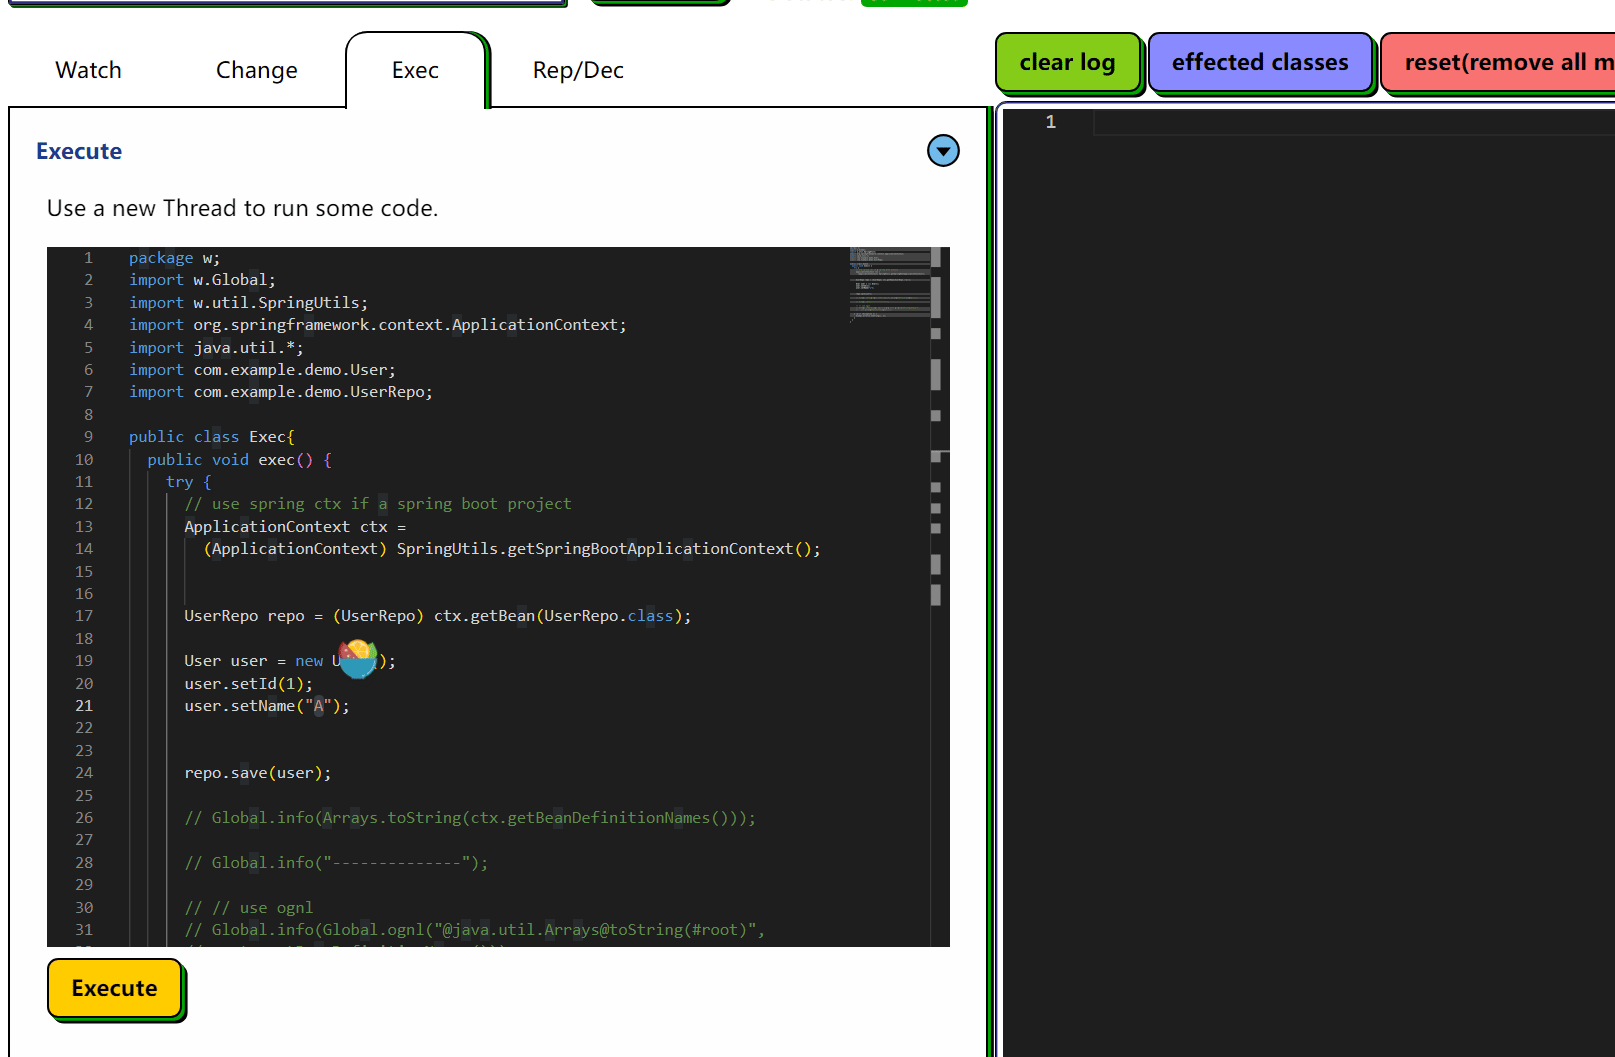 Watch
Change
Exec
Rep/Dec
clear log
effected classes
reset(remove all m
Execute
Use a new Thread to run some code.
1 package w;
2 import w.Global;
3 import w.util.SpringUtils;
4 import org.springframework.context.ApplicationContext;
5 import java.util.*;
6 import com.example.demo.User;
7 import com.example.demo.UserRepo;
8
9 public class Exec{
10 public void exec() {
11 try {
12 // use spring ctx if a spring boot project
13 ApplicationContext ctx =
14 (ApplicationContext) SpringUtils.getSpringBootApplicationContext();
15
16
17 UserRepo repo = (UserRepo) ctx.getBean(UserRepo.class);
18
19 User user = new );
20 user.setId(1);
21 user.setName("A");
22
23
24 repo.save(user);
25
26 // Global.info(Arrays.toString(ctx.getBeanDefinitionNames()));
27
28 // Global.info("--------------");
29
30 // // use ognl
31 // Global.info(Global.ognl("@java.util.Arrays@toString(#root)",
Execute
1